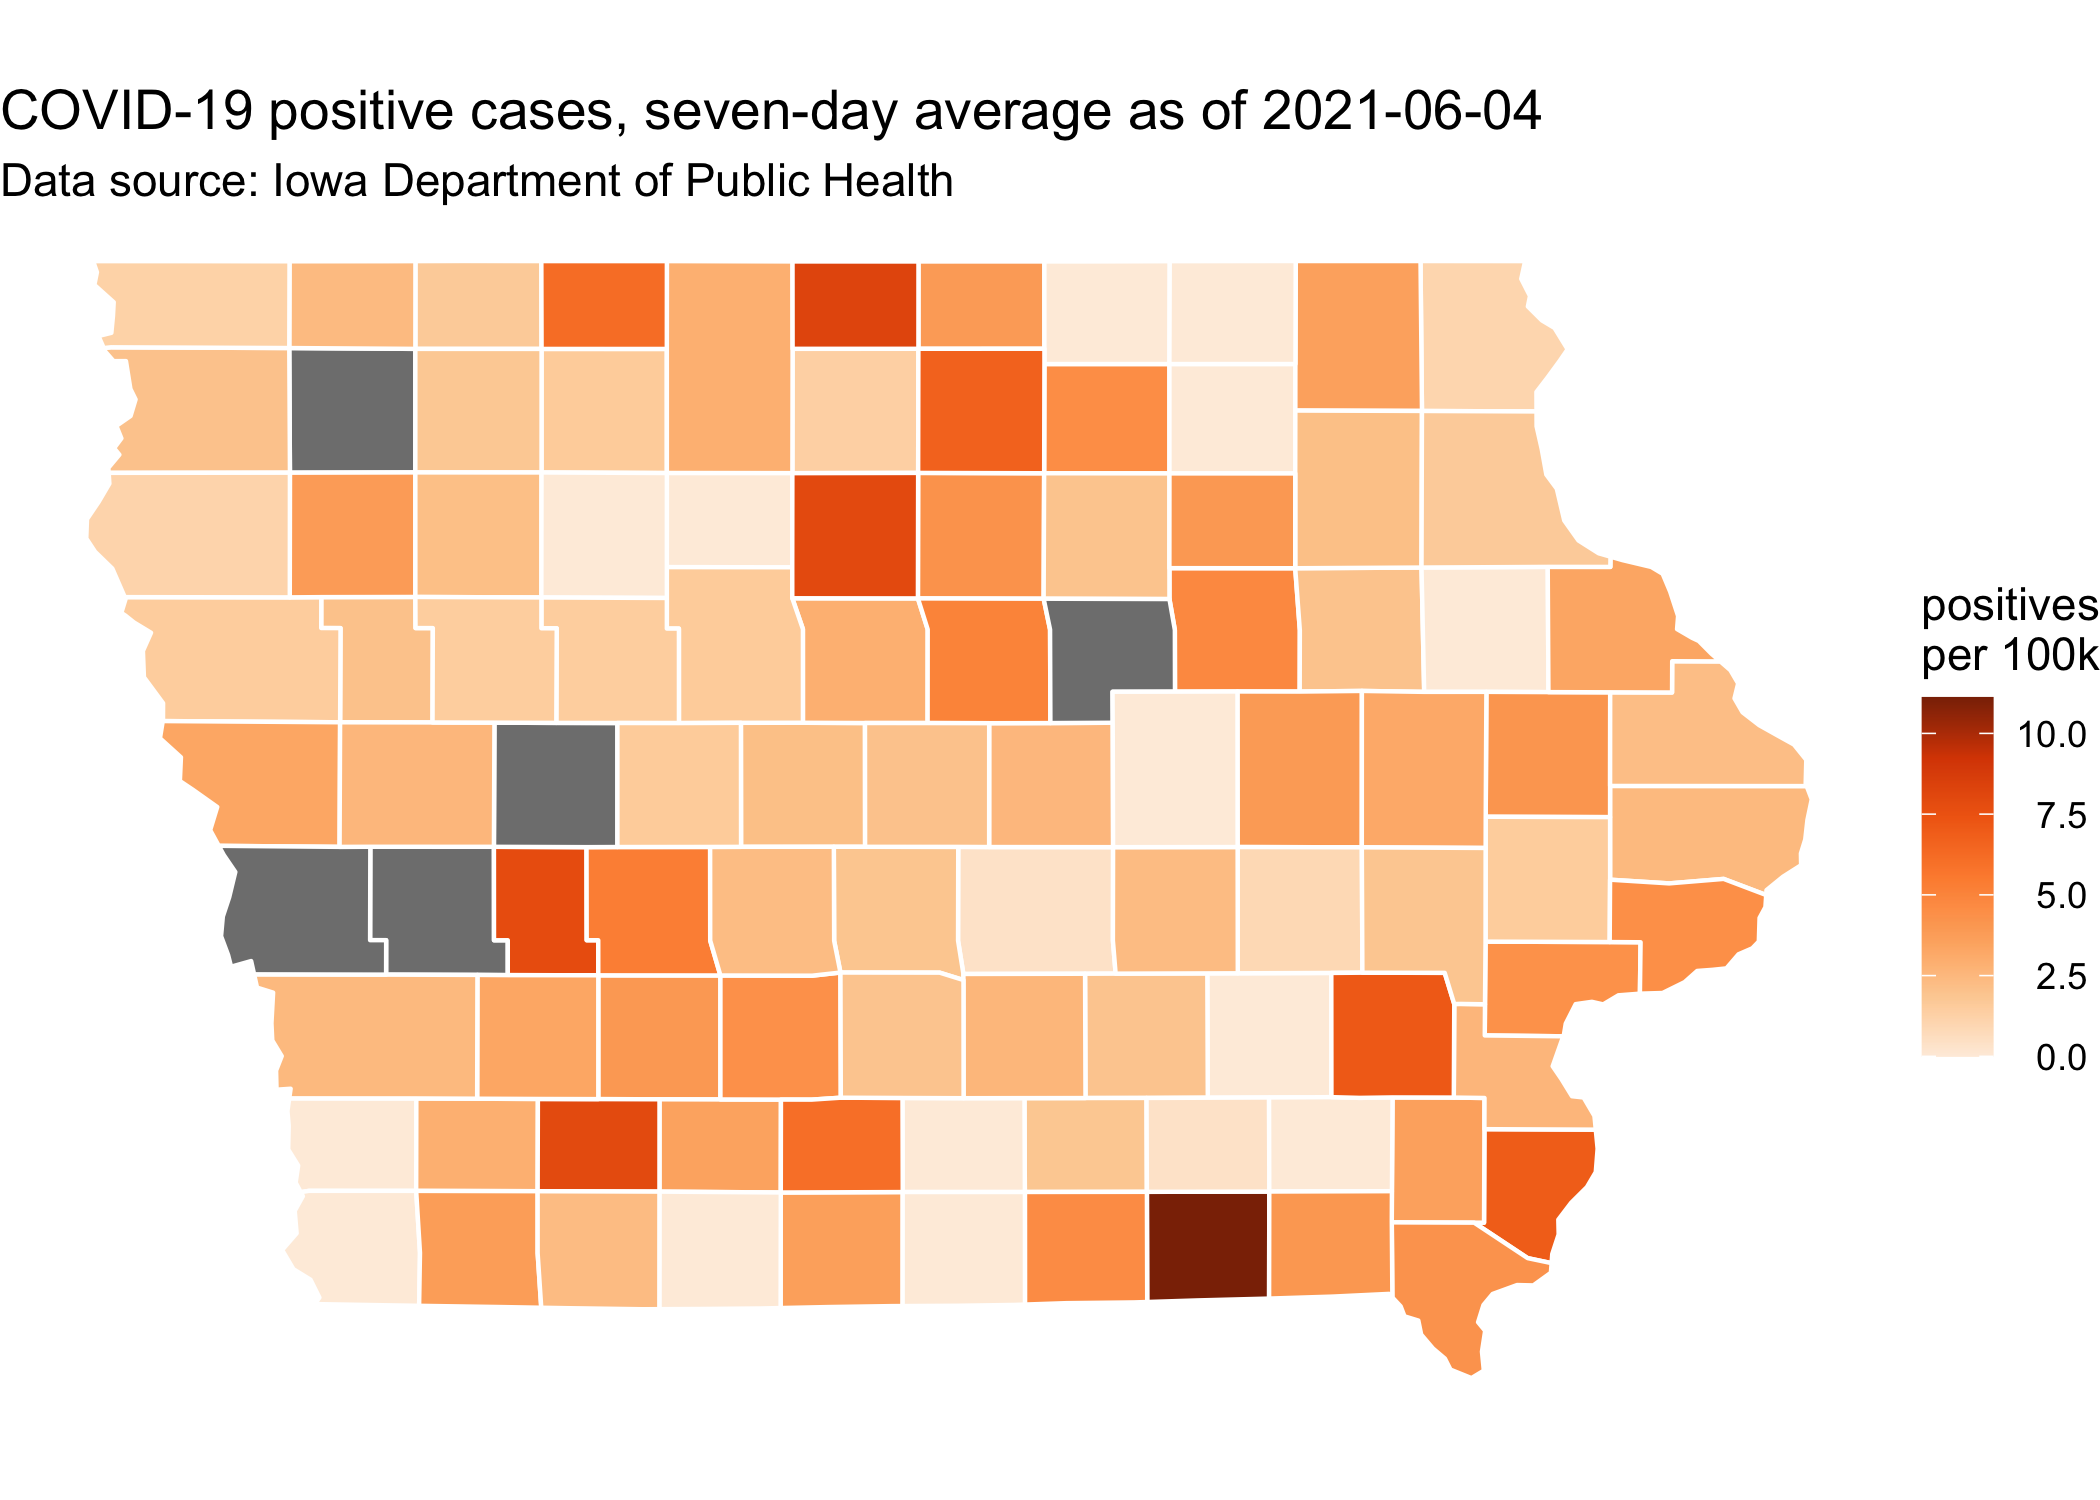 COVID-19 positive cases, seven-day average as of 2021-06-04
Data source: Iowa Department of Public Health
positives
per 100k
10.0
7.5
5.0
2.5
0.0